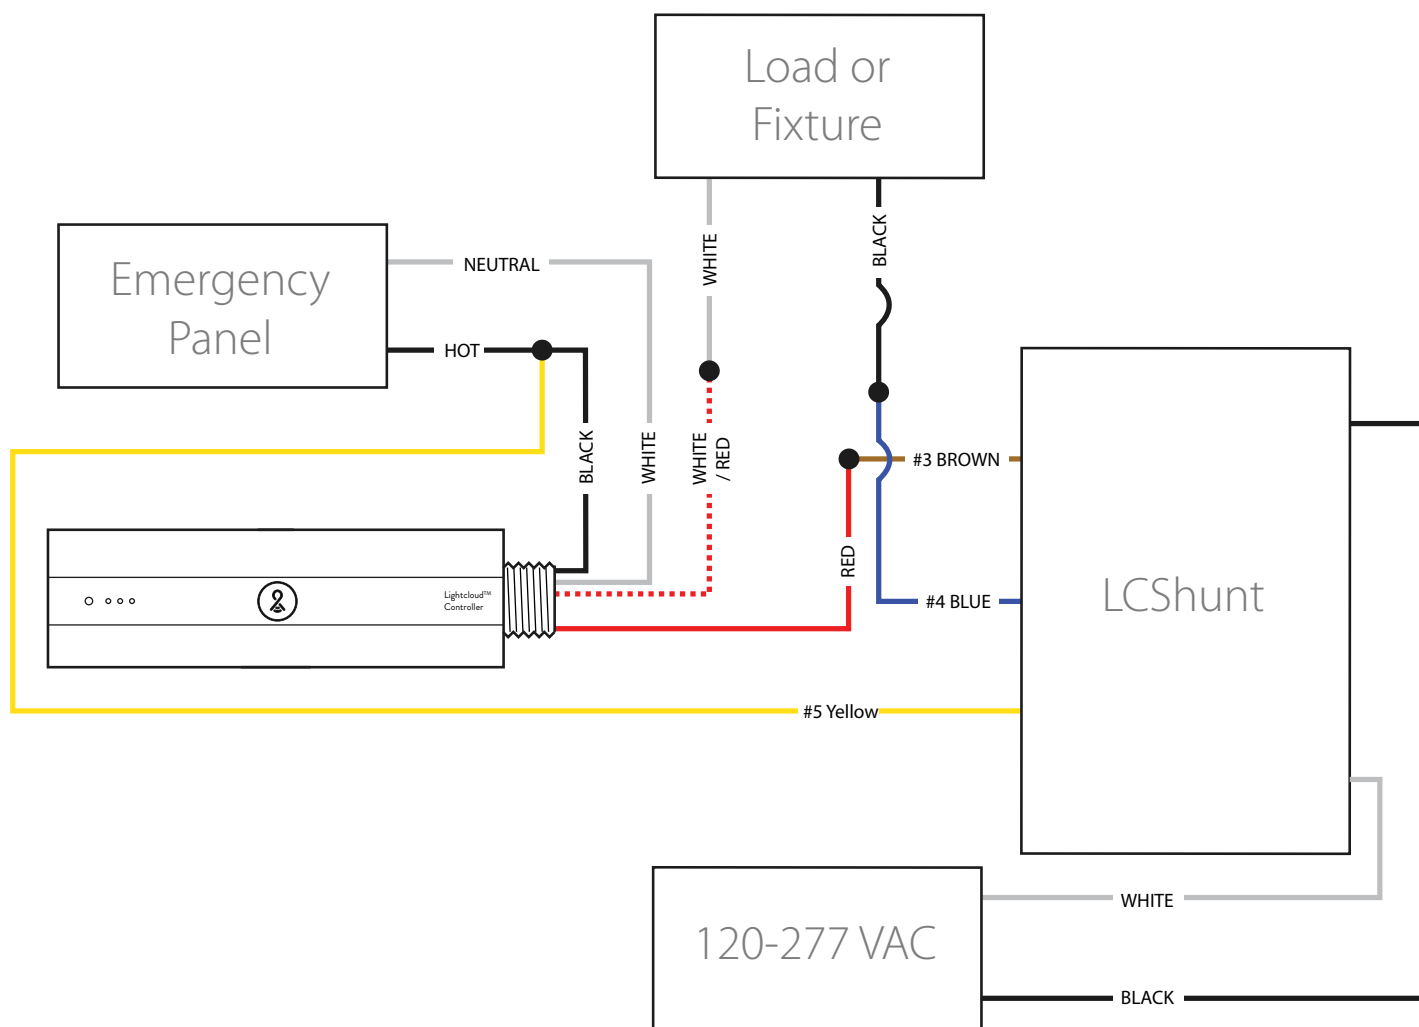 Load or
Fixture
Emergency
Panel
NEUTRAL
HOT
WHITE
BLACK
BLACK
WHITE
WHITE
/ RED
#3 BROWN
RED
#4 BLUE
LCShunt
Lightcloud™
Controller
#5 Yellow
120-277 VAC
WHITE
BLACK